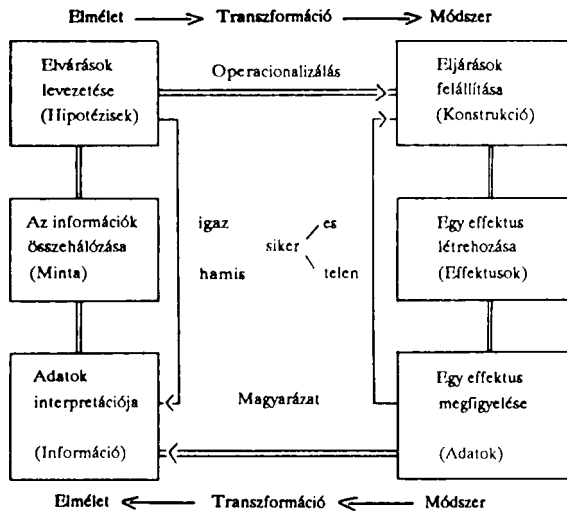 Elmélet Transzformáció Módszer
Elvárások
levezetése
(Hipotézisek)
Operacionalizálás
Eljárások
felállítása
(Konstrukció)
Az információk
összehálózása
(Minta)
igaz
hamis
siker
es
telen
Egy effektus
létrehozása
(Effektusok)
Adatok
interpretációja
(Információ)
Magyarázat
Egy effektus
megfigyelése
(Adatok)
Elmélet Transzformáció Módszer